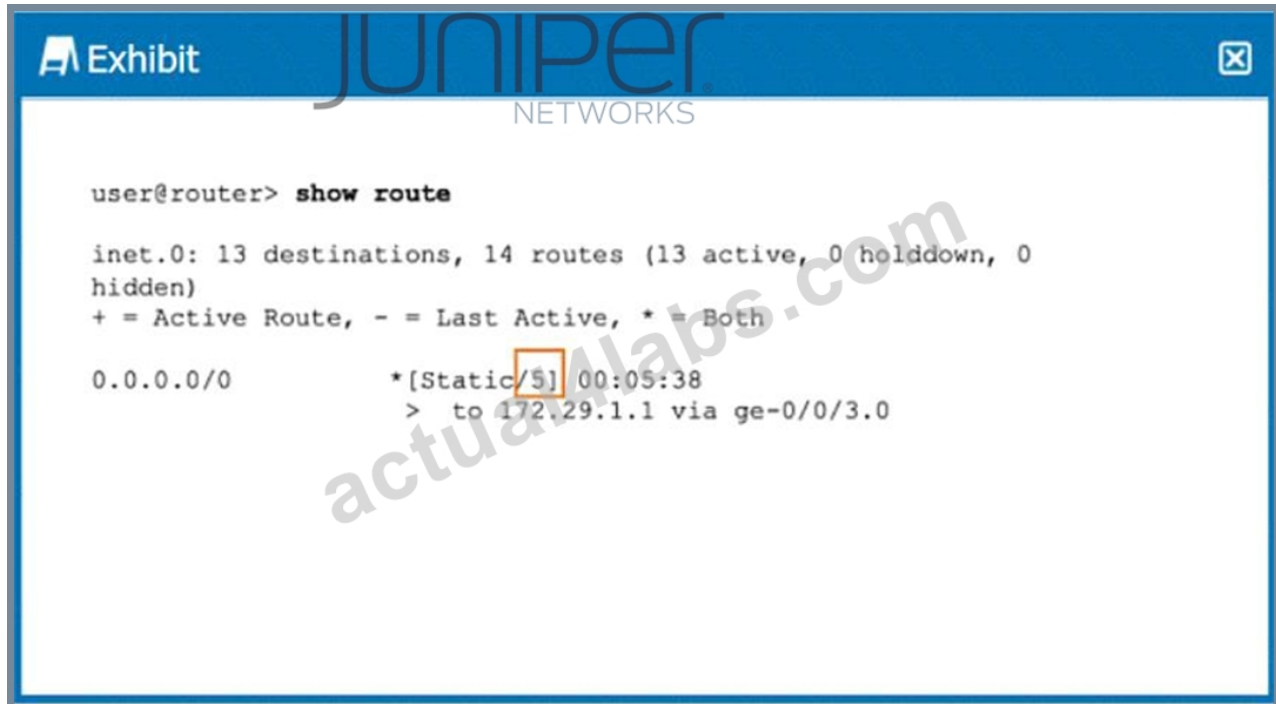 Exhibit
JUNIPER
NETWORKS
user@router> show route
inet.0: 13 destinations, 14 routes (13 active, 0 holddown, 0
hidden)
+ = Active Route, - = Last Active, * = Both
0.0.0.0/0 *[Static/5] 00:05:38
> to 172.29.1.1 via ge-0/0/3.0
actual4labs.com